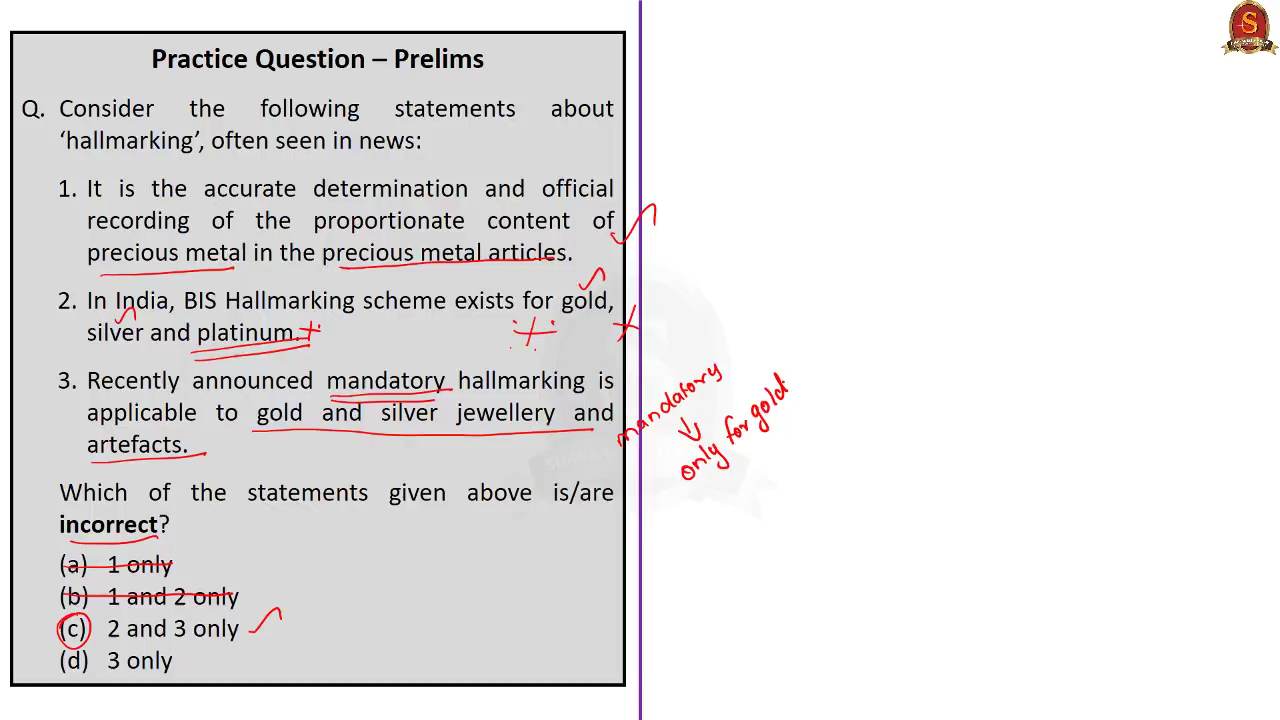 Practice Question – Prelims
Q. Consider the following statements about
‘hallmarking’, often seen in news:
1. It is the accurate determination and official
recording of the proportionate content of
precious metal in the precious metal articles.
2. In India, BIS Hallmarking scheme exists for gold,
silver and platinum.
3. Recently announced mandatory hallmarking is
applicable to gold and silver jewellery and
artefacts.
mandatory
only for gold
Which of the statements given above is/are
incorrect?
(a) 1 only
(b) 1 and 2 only
(c) 2 and 3 only
(d) 3 only
S